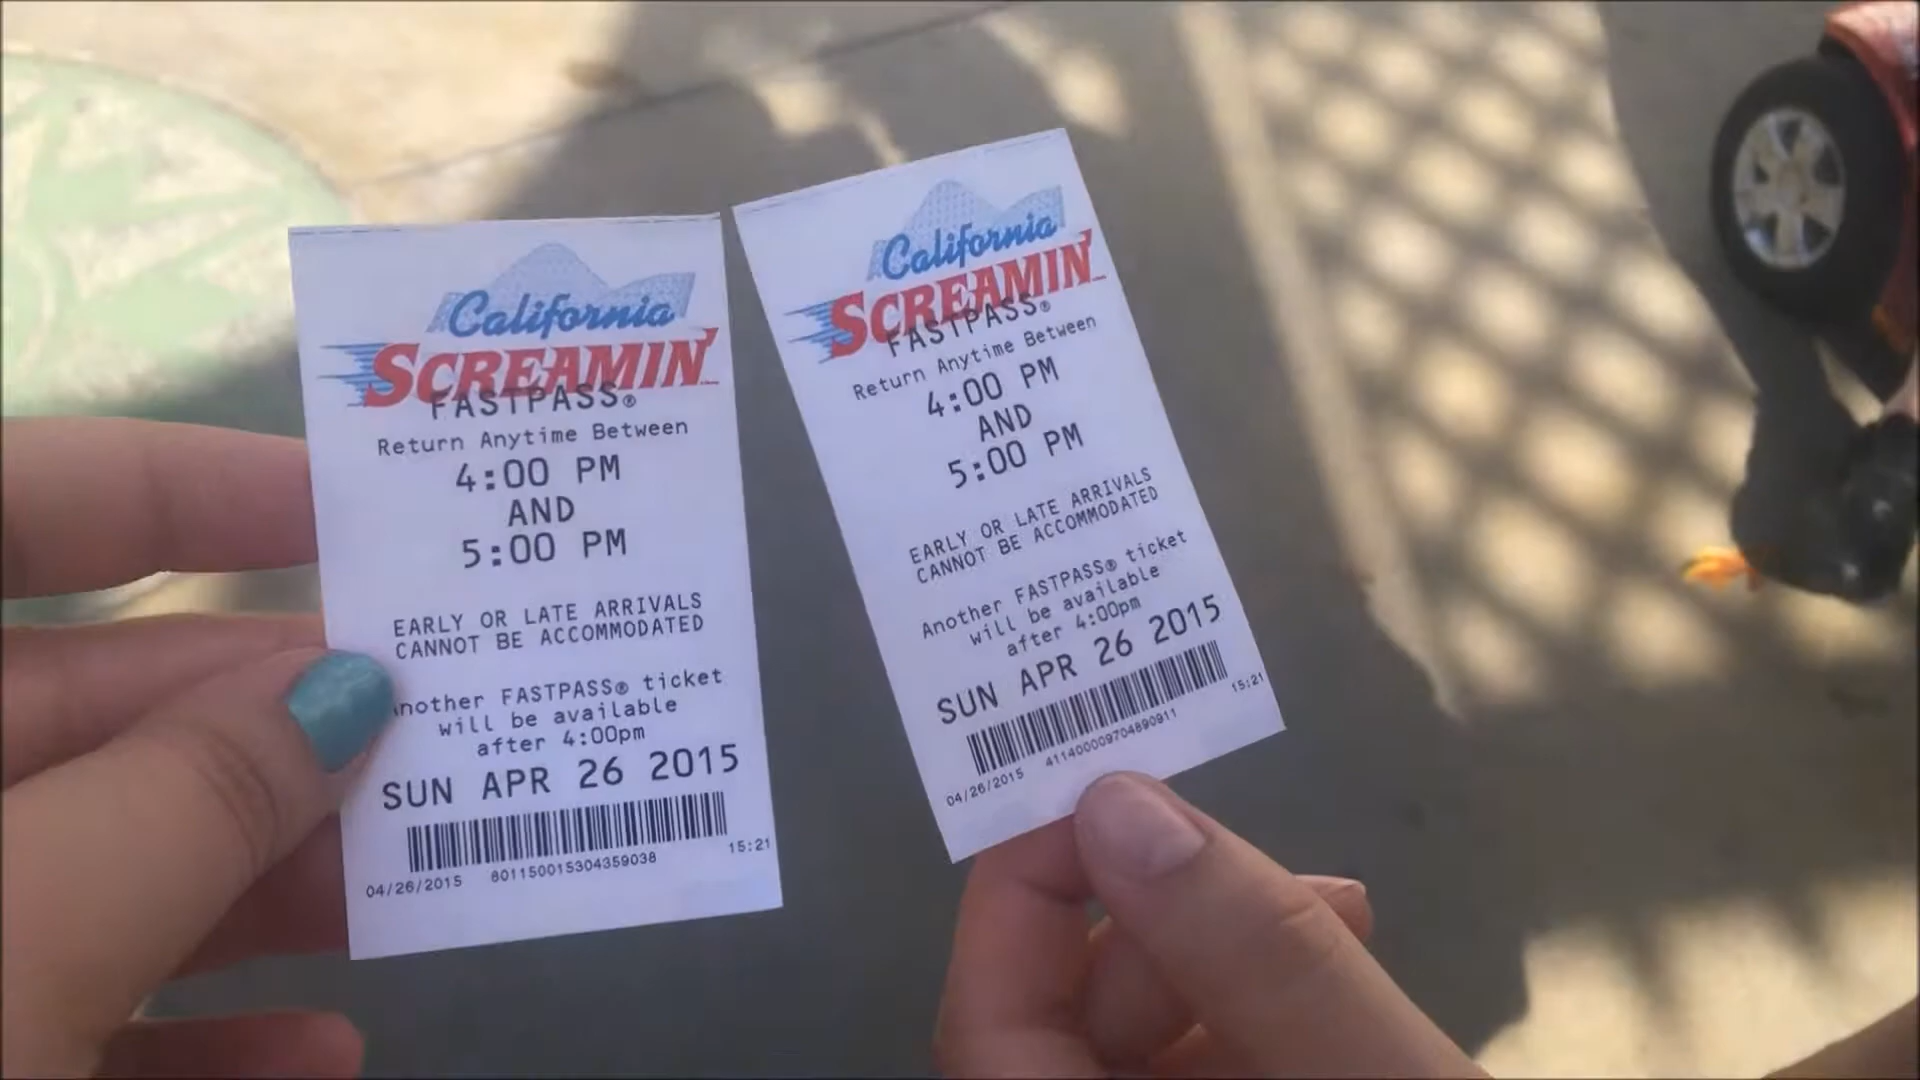 California
SCREAMIN'
FASTPASS®
Return Anytime Between
4:00 PM
AND
5:00 PM
EARLY OR LATE ARRIVALS
CANNOT BE ACCOMMODATED
nother FASTPASS® ticket
will be available
after 4:00pm
SUN APR 26 2015
15:21
04/26/2015 601150015304359038
California
SCREAMIN'
FASTPASS®
Return Anytime Between
4:00 PM
AND
5:00 PM
EARLY OR LATE ARRIVALS
CANNOT BE ACCOMMODATED
Another FASTPASS® ticket
will be available
after 4:00pm
SUN APR 26 2015
15:21
04/26/2015 411400009704890911